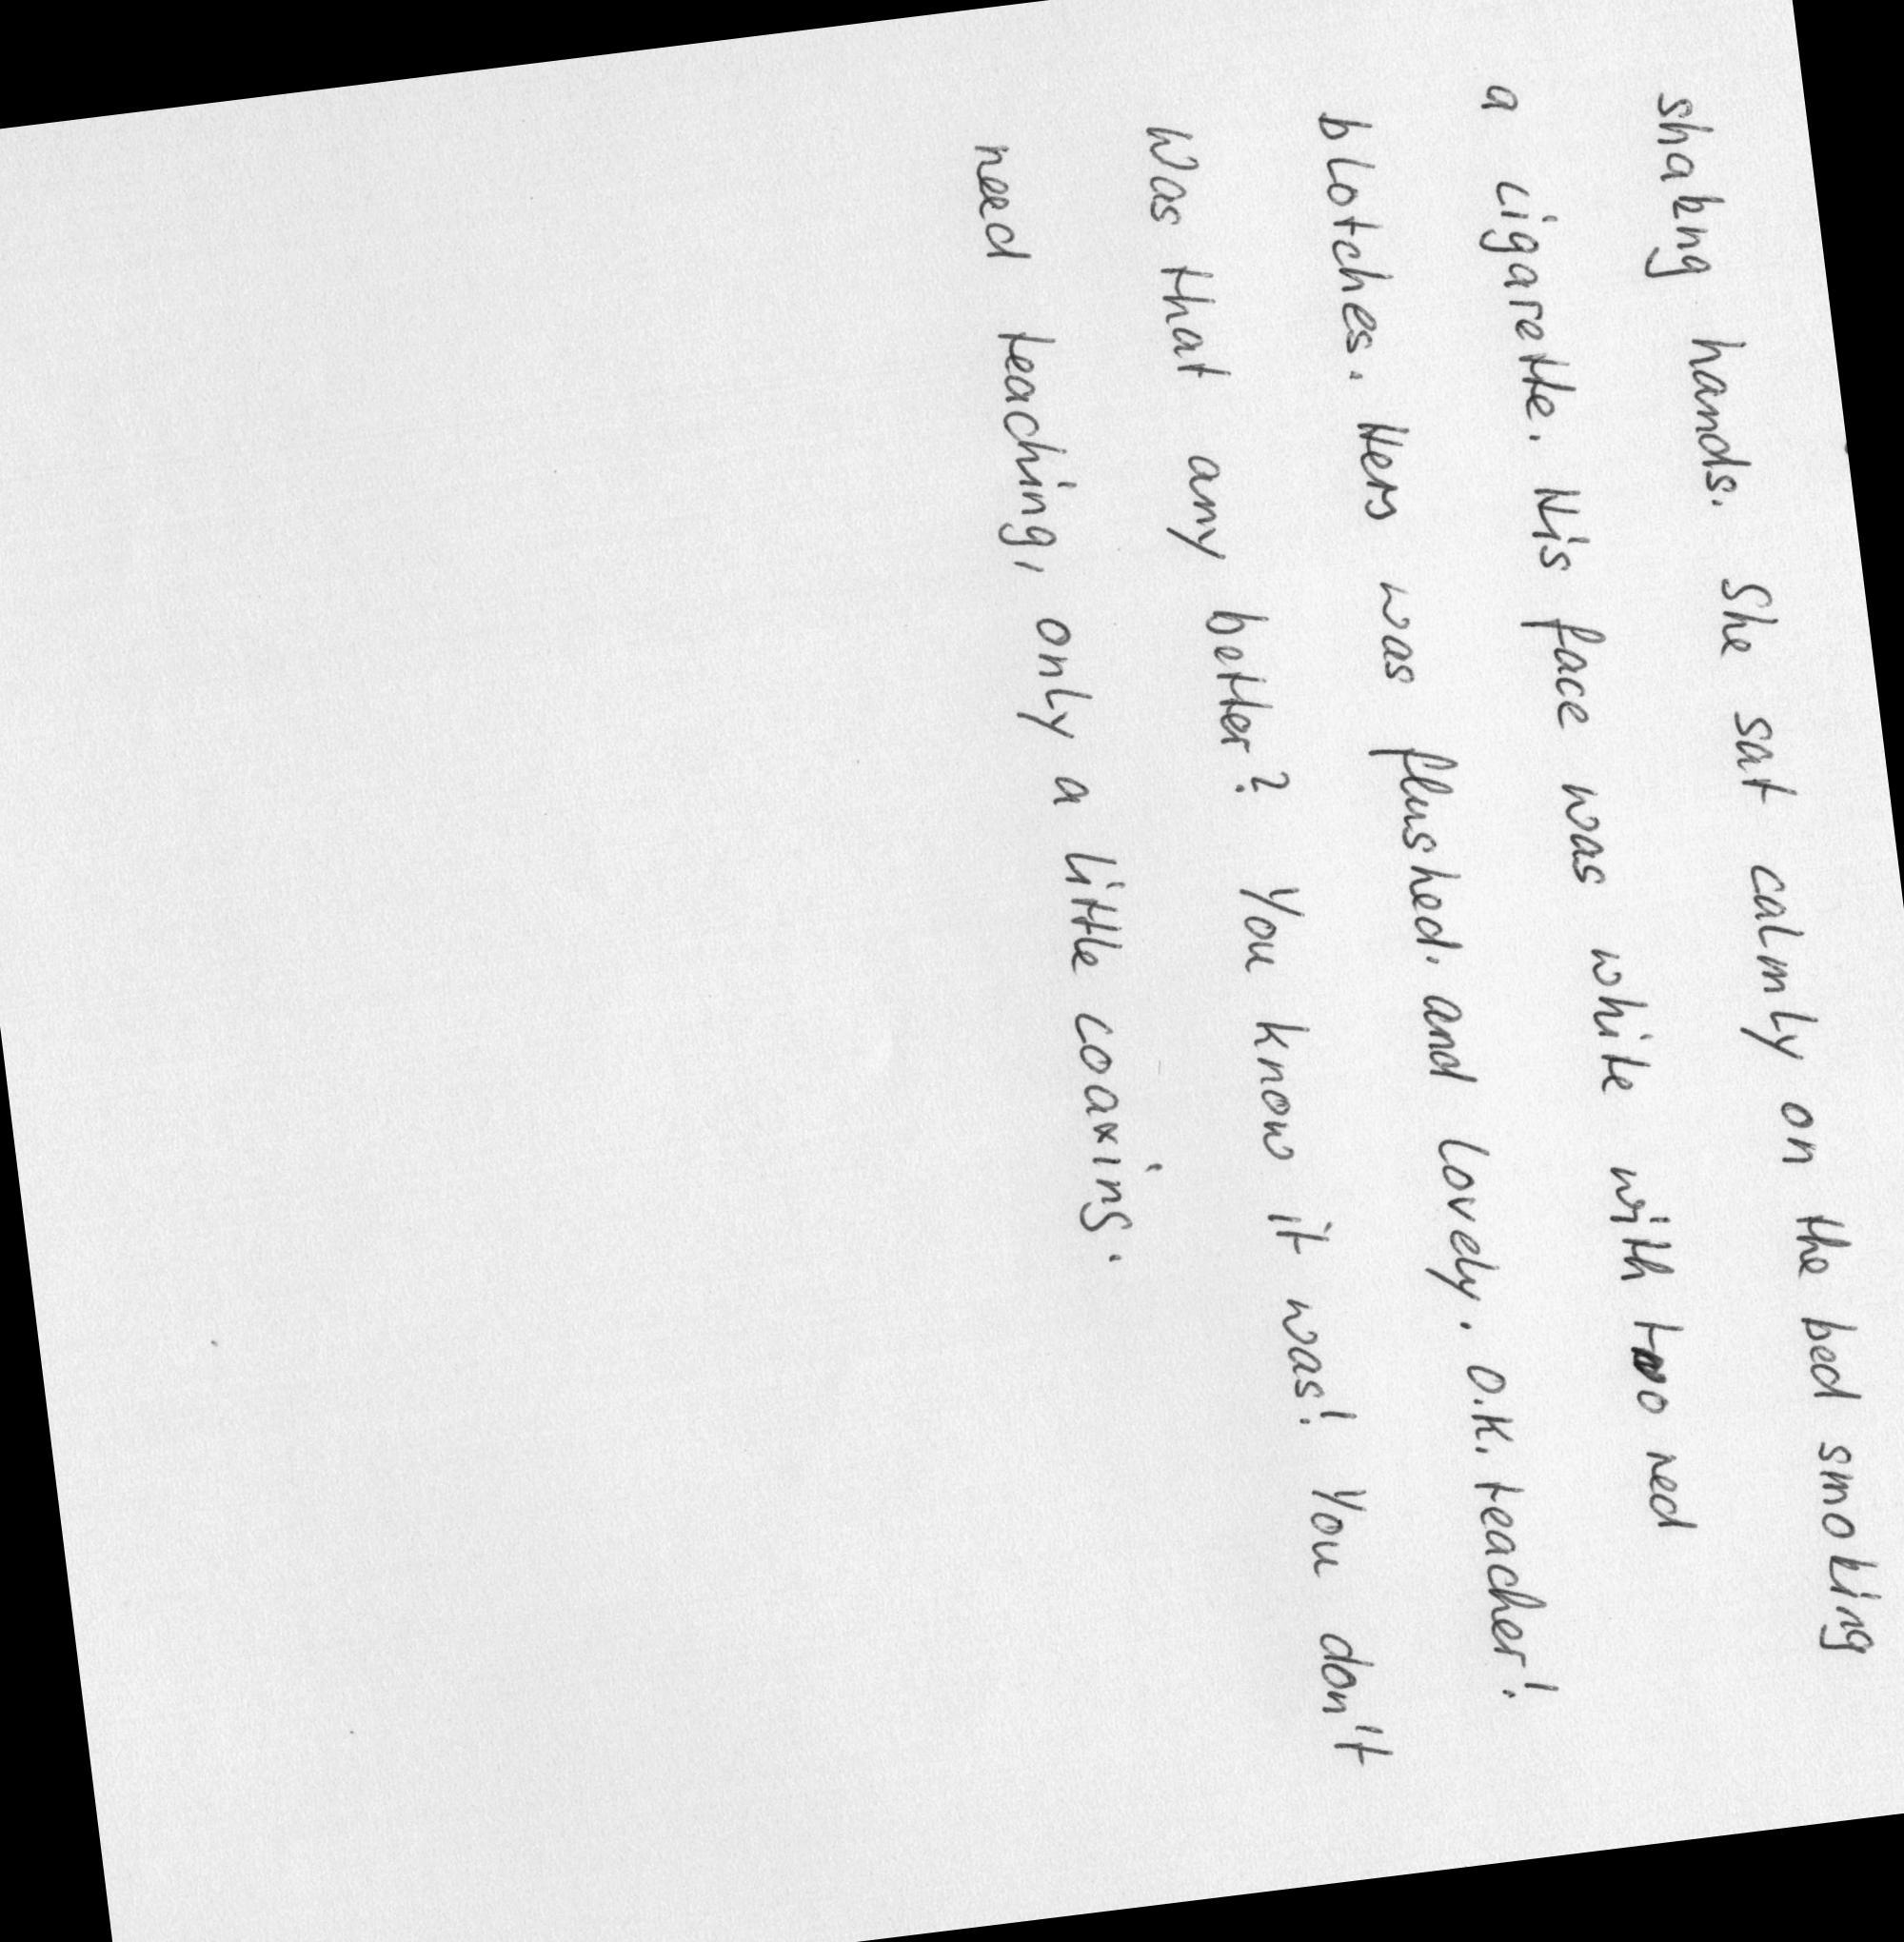 shaking hands. She sat calmly on the bed smoking
a cigarette. His face was white with two red
blotches. Hers was flushed. and lovely. O.K. teacher!
Was that any better? You know it was! You don't
need teaching, only a little coaxing.